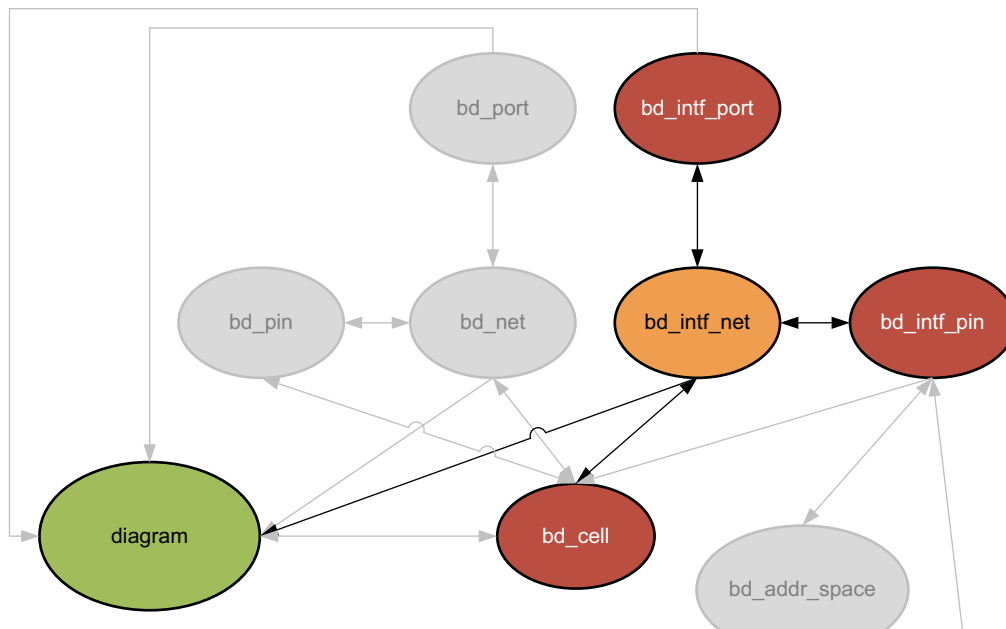 bd_port
bd_intf_port
bd_pin
bd_net
bd_intf_net
bd_intf_pin
diagram
bd_cell
bd_addr_space